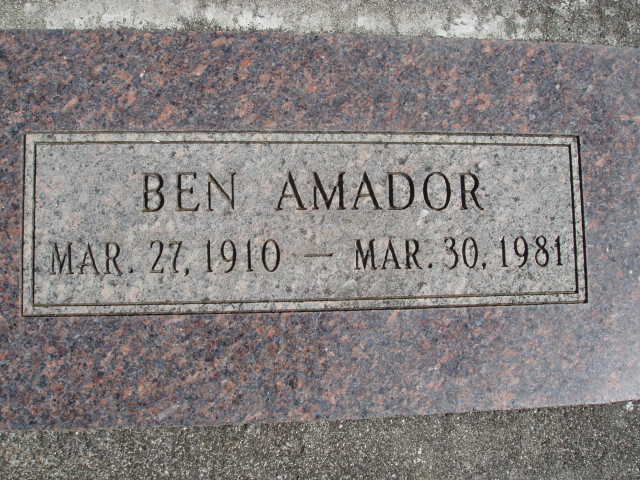 BEN AMADOR
MAR. 27, 1910 — MAR. 30, 1981